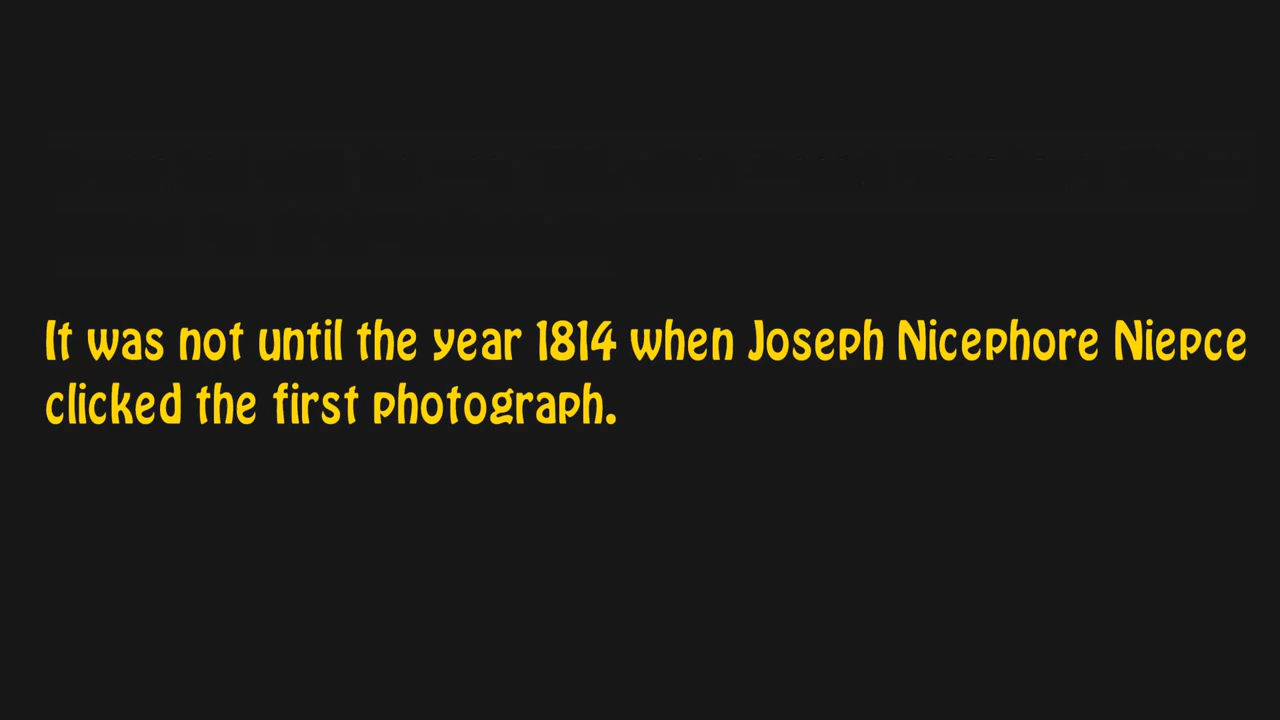 It was not until the year 1814 when Joseph Nicephore Niepce
clicked the first photograph.